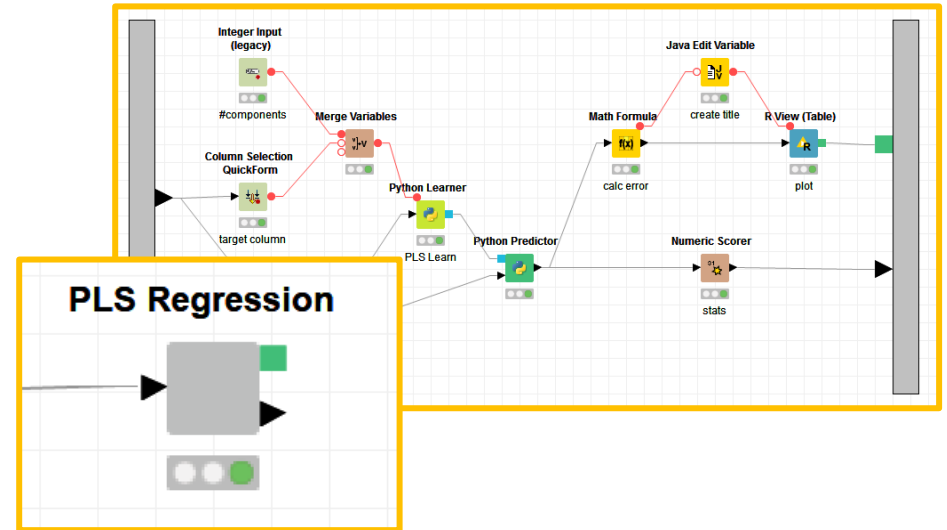 Integer Input
(legacy)
#components
Merge Variables
Column Selection
QuickForm
target column
Python Learner
PLS Learn
Python Predictor
Java Edit Variable
create title
Math Formula
f(x)
calc error
R View (Table)
R
plot
Numeric Scorer
stats
PLS Regression